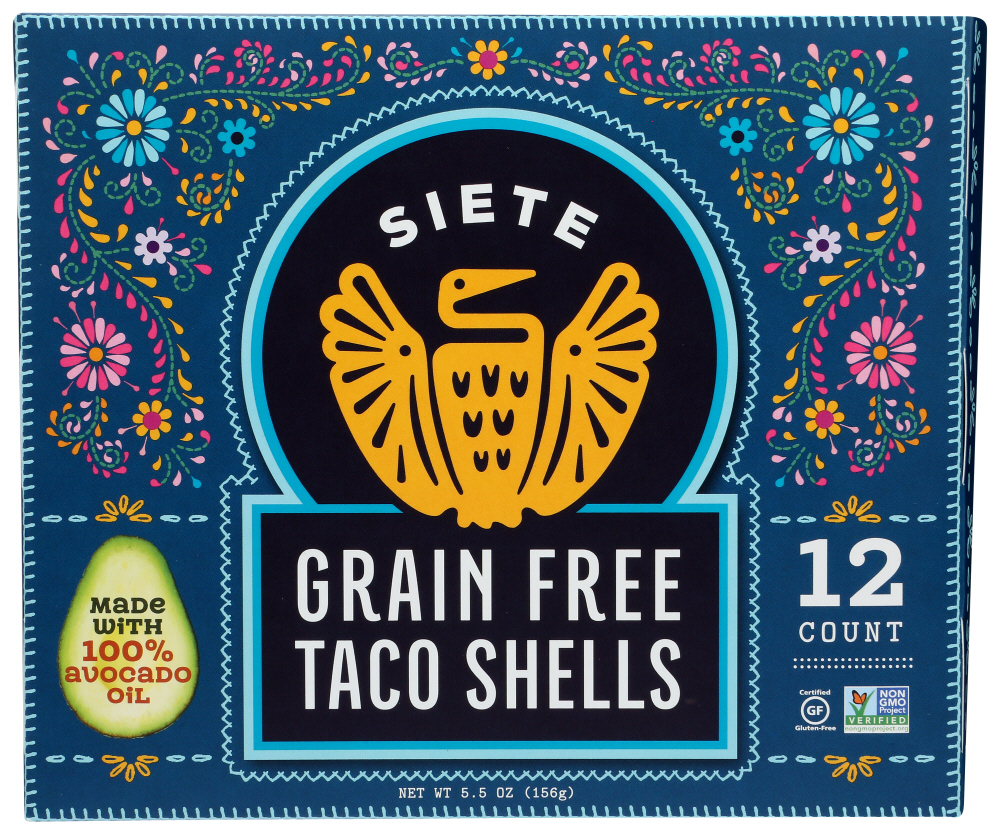 SIETE
GRAIN FREE
TACO SHELLS
MaDe
WiTH
100%
aVOCaDO
OiL
12
COUNT
Certified
GF
Gluten-Free
NON
GMO
Project
VERIFIED
nongmoproject.org
NET WT 5.5 OZ (156g)